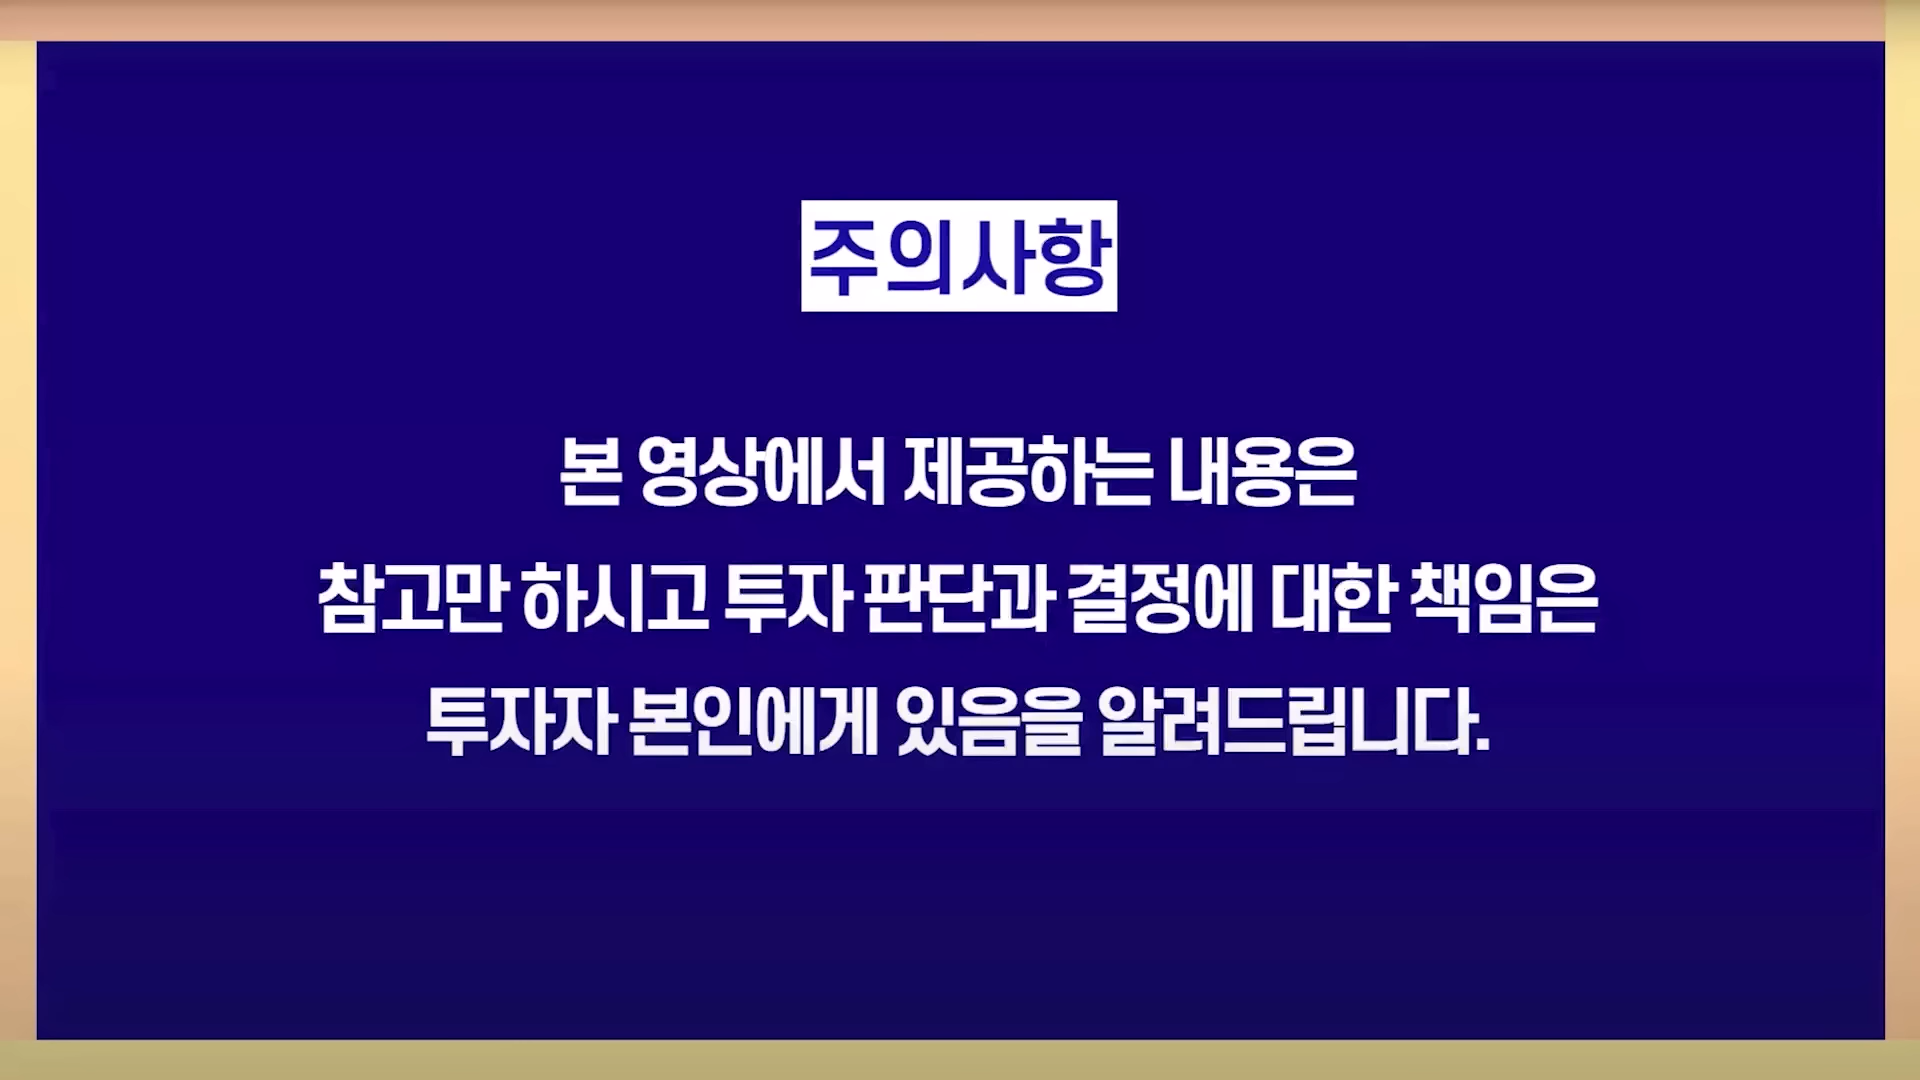 주의사항
본 영상에서 제공하는 내용은
참고만 하시고 투자 판단과 결정에 대한 책임은
투자자 본인에게 있음을 알려드립니다.